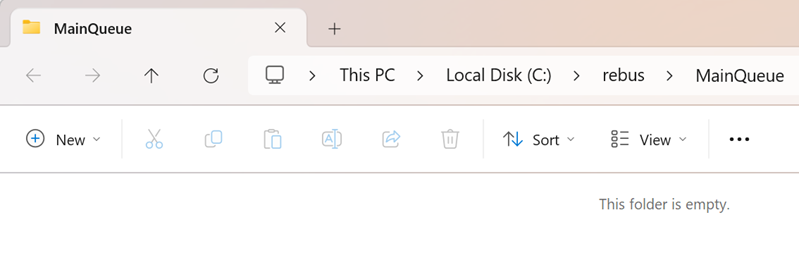 MainQueue
This PC > Local Disk (C:) > rebus > MainQueue
New Sort View
This folder is empty.